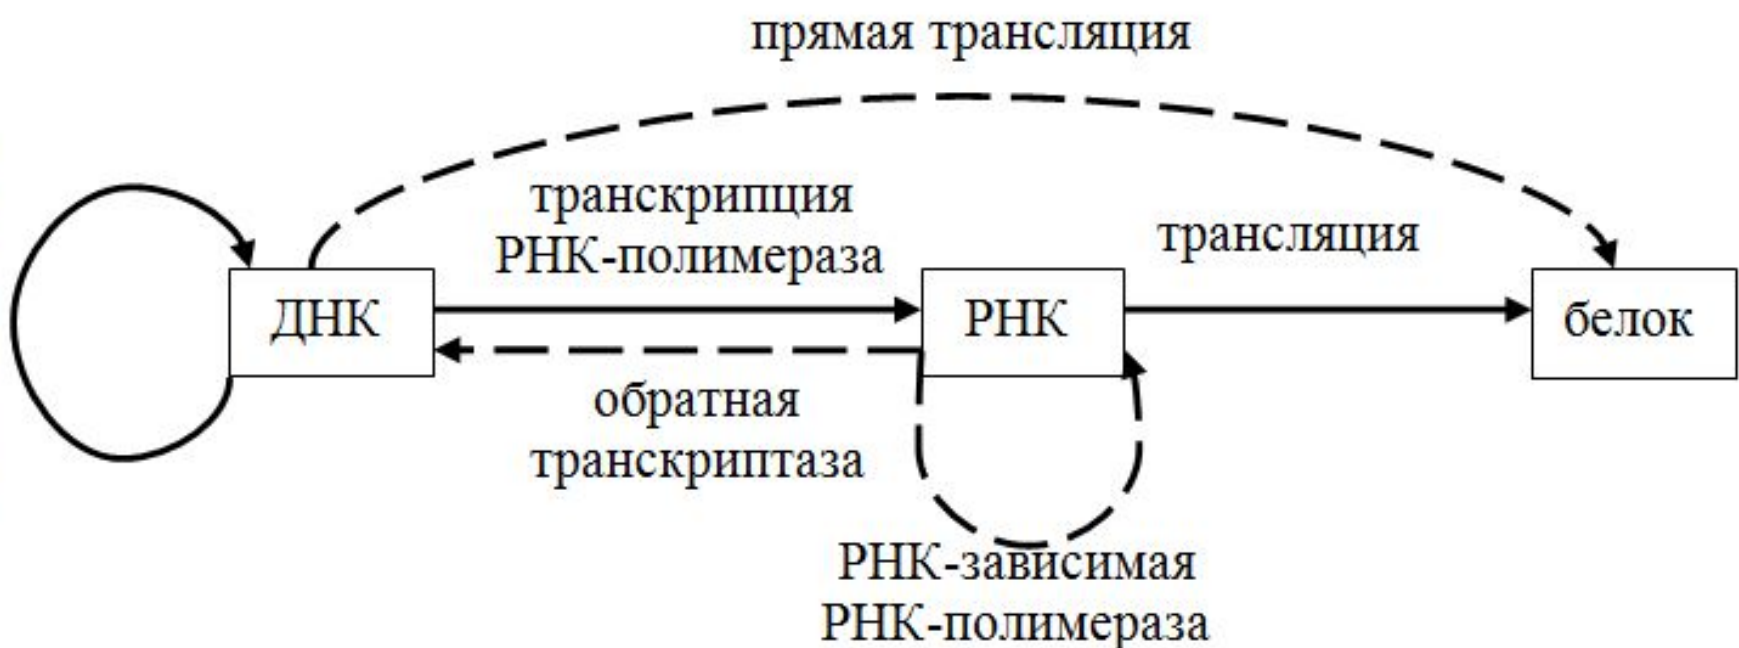 прямая трансляция
транскрипция
РНК-полимераза
трансляция
ДНК
РНК
белок
обратная
транскриптаза
РНК-зависимая
РНК-полимераза